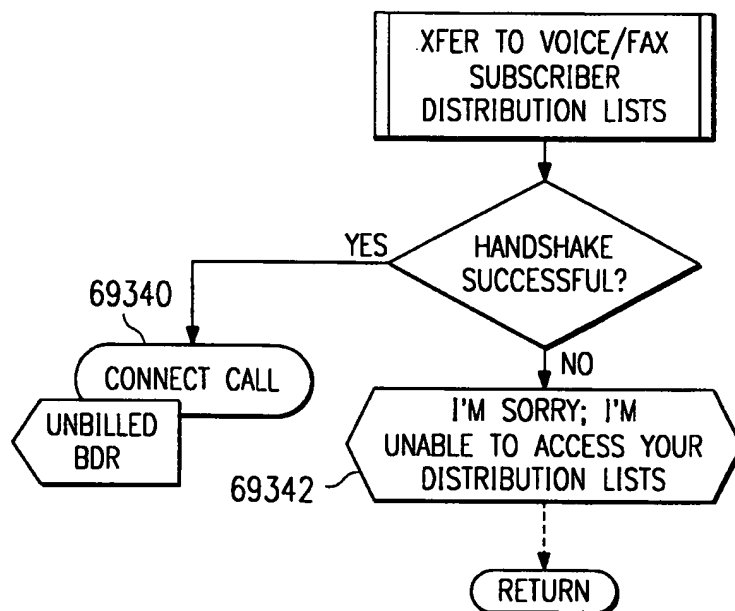 XFER TO VOICE/FAX
SUBSCRIBER
DISTRIBUTION LISTS
YES
HANDSHAKE
SUCCESSFUL?
69340
CONNECT CALL
UNBILLED
BDR
NO
I'M SORRY; I'M
UNABLE TO ACCESS YOUR
DISTRIBUTION LISTS
69342
RETURN